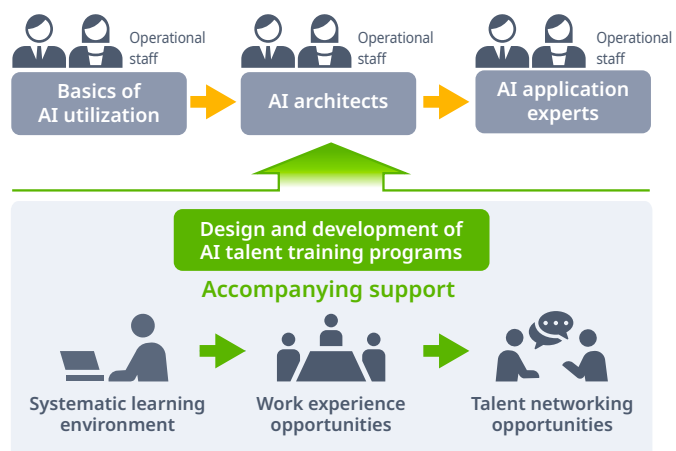 Operational
staff
Operational
staff
Operational
staff
Basics of
AI utilization
AI architects
AI application
experts
Design and development of
AI talent training programs
Accompanying support
Systematic learning
environment
Work experience
opportunities
Talent networking
opportunities